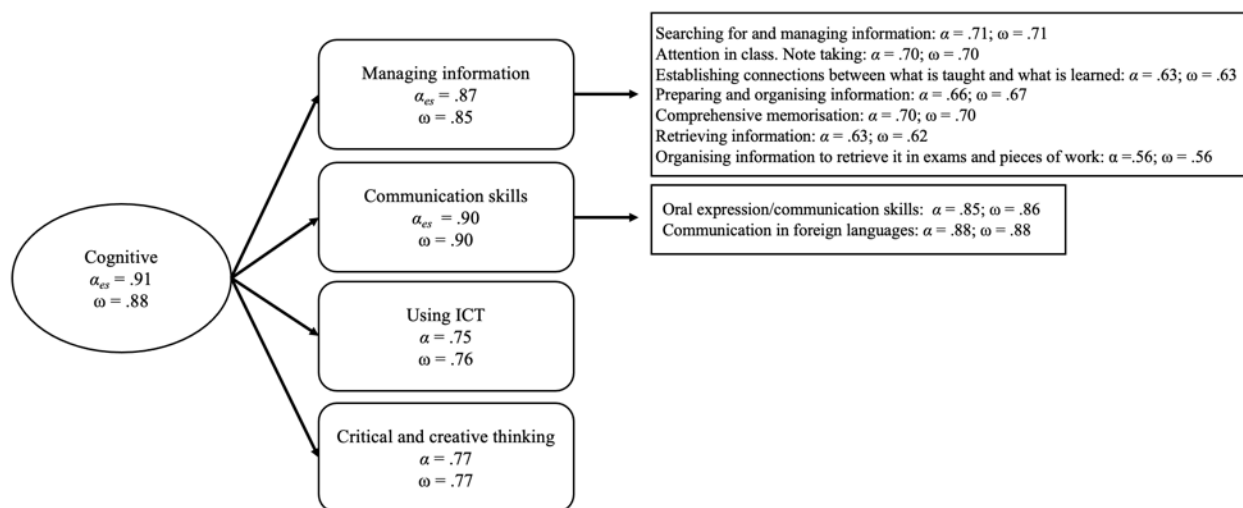 Cognitive
αes = .91
ω = .88
Managing information
αes = .87
ω = .85
Communication skills
αes = .90
ω = .90
Using ICT
α = .75
ω = .76
Critical and creative thinking
α = .77
ω = .77
Searching for and managing information: α = .71; ω = .71
Attention in class. Note taking: α = .70; ω = .70
Establishing connections between what is taught and what is learned: α = .63; ω = .63
Preparing and organising information: α = .66; ω = .67
Comprehensive memorisation: α = .70; ω = .70
Retrieving information: α = .63; ω = .62
Organising information to retrieve it in exams and pieces of work: α =.56; ω = .56
Oral expression/communication skills: α = .85; ω = .86
Communication in foreign languages: α = .88; ω = .88